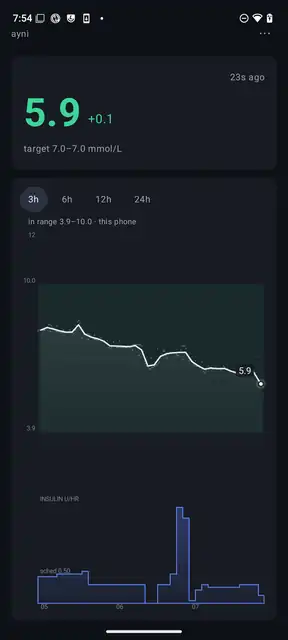 7:54
ayni
23s ago
5.9 +0.1
target 7.0–7.0 mmol/L
3h 6h 12h 24h
in range 3.9–10.0 · this phone
12
10.0
5.9
3.9
INSULIN U/HR
sched 0.50
05 06 07